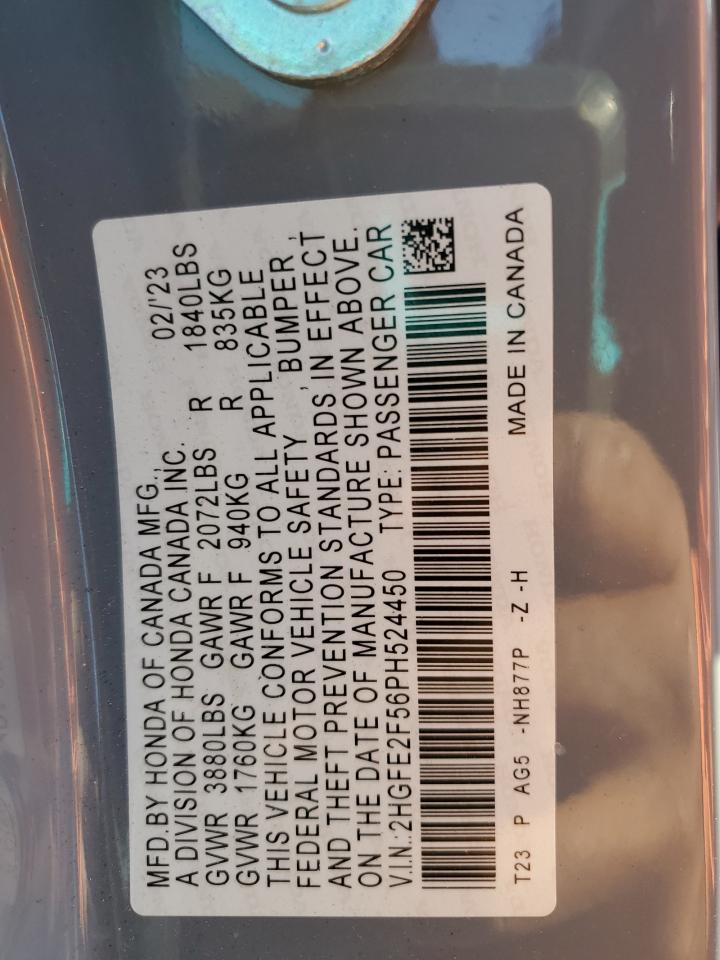 MFD.BY HONDA OF CANADA MFG., 02/'23
A DIVISION OF HONDA CANADA INC.
GVWR 3880LBS GAWR F 2072LBS R 1840LBS
GVWR 1760KG GAWR F 940KG R 835KG
THIS VEHICLE CONFORMS TO ALL APPLICABLE
FEDERAL MOTOR VEHICLE SAFETY , BUMPER ,
AND THEFT PREVENTION STANDARDS IN EFFECT
ON THE DATE OF MANUFACTURE SHOWN ABOVE.
V.I.N.:2HGFE2F56PH524450 TYPE: PASSENGER CAR
T23 P AG5 -NH877P -Z -H MADE IN CANADA